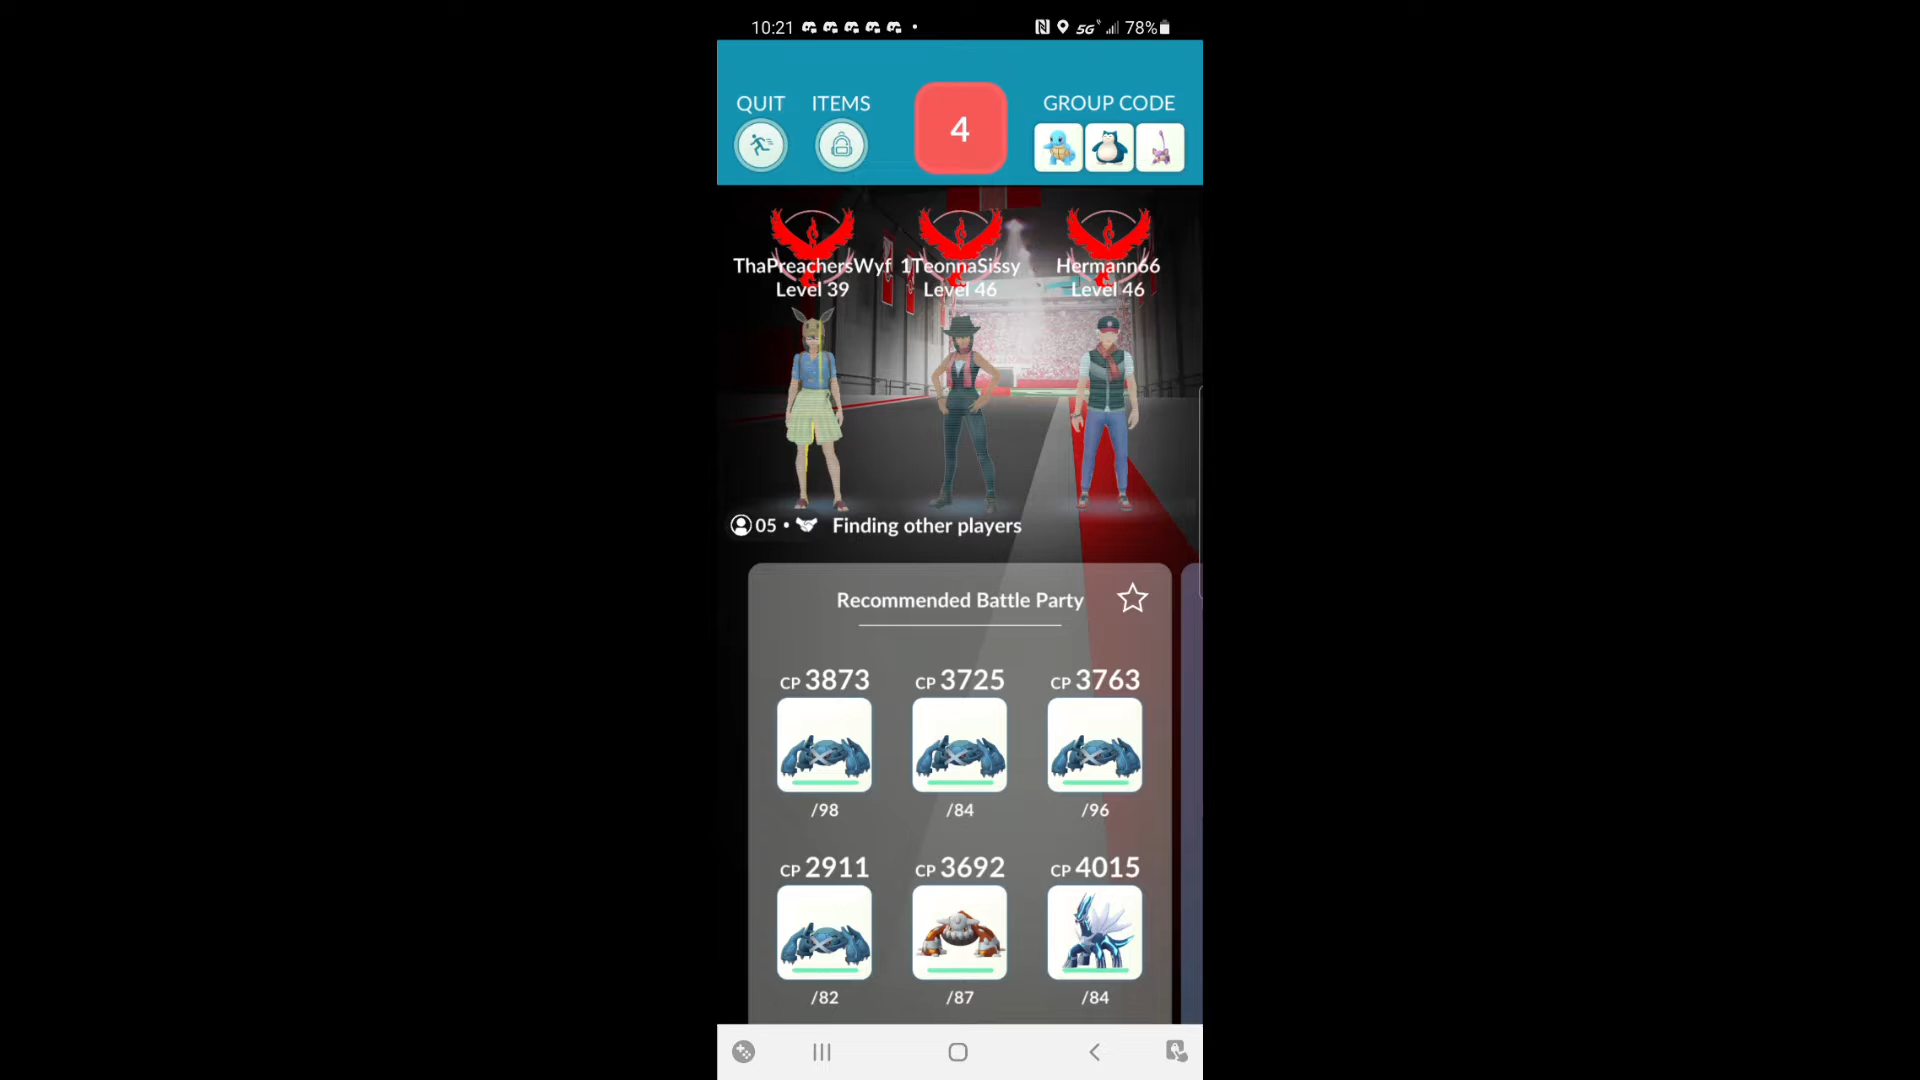 10:21 5G 78%
QUIT ITEMS 4 GROUP CODE
ThaPreachersWyf 1TeonnaSissy Hermann66
Level 39 Level 46 Level 46
05 • Finding other players
Recommended Battle Party
CP 3873 CP 3725 CP 3763
/98 /84 /96
CP 2911 CP 3692 CP 4015
/82 /87 /84